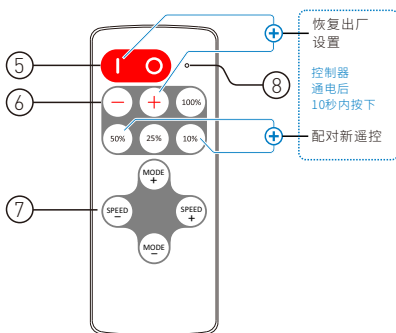 恢复出厂
设置
控制器
通电后
10秒内按下
配对新遥控
5
I O
8
6
− + 100%
50% 25% 10%
MODE
+
7
SPEED
−
SPEED
+
MODE
−